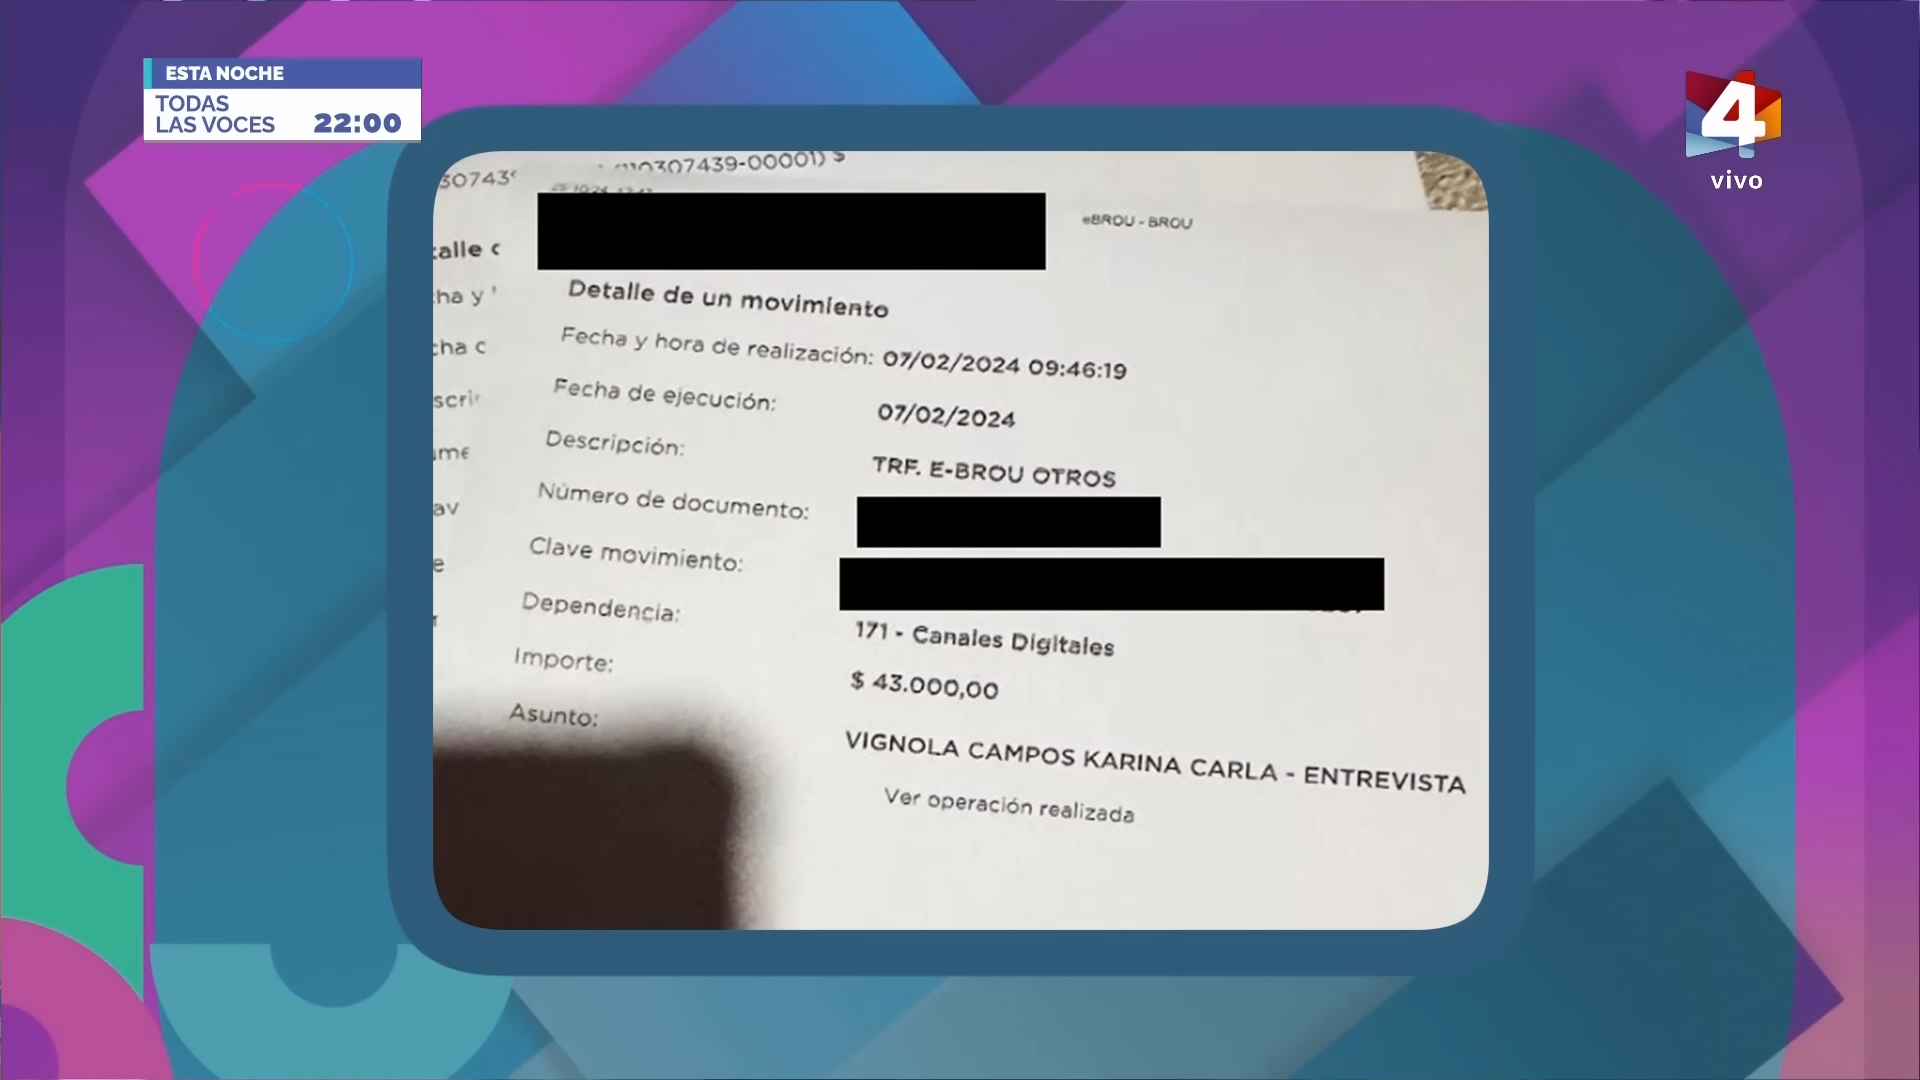 ESTA NOCHE
TODAS
LAS VOCES 22:00
4
vivo
307439-00001) $
eBROU - BROU
Detalle de un movimiento
Fecha y hora de realización: 07/02/2024 09:46:19
Fecha de ejecución: 07/02/2024
Descripción: TRF. E-BROU OTROS
Número de documento:
Clave movimiento:
Dependencia: 171 - Canales Digitales
Importe: $ 43.000,00
Asunto: VIGNOLA CAMPOS KARINA CARLA - ENTREVISTA
Ver operación realizada